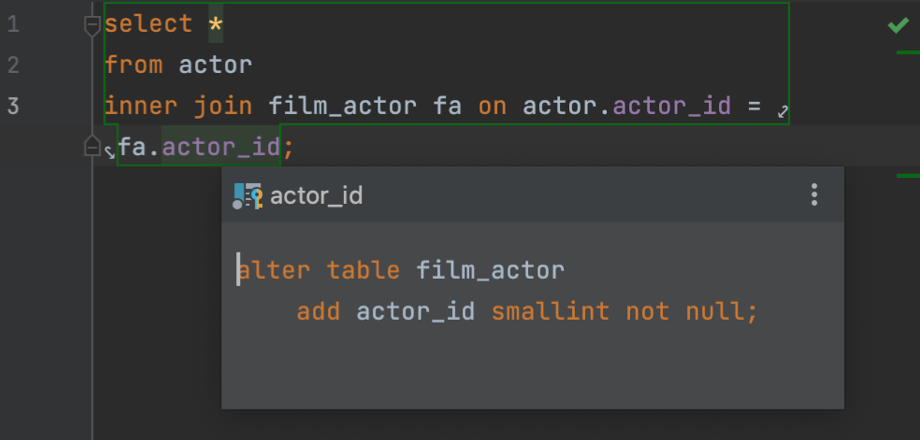 1 select *
2 from actor
3 inner join film_actor fa on actor.actor_id =
fa.actor_id;
actor_id
alter table film_actor
add actor_id smallint not null;